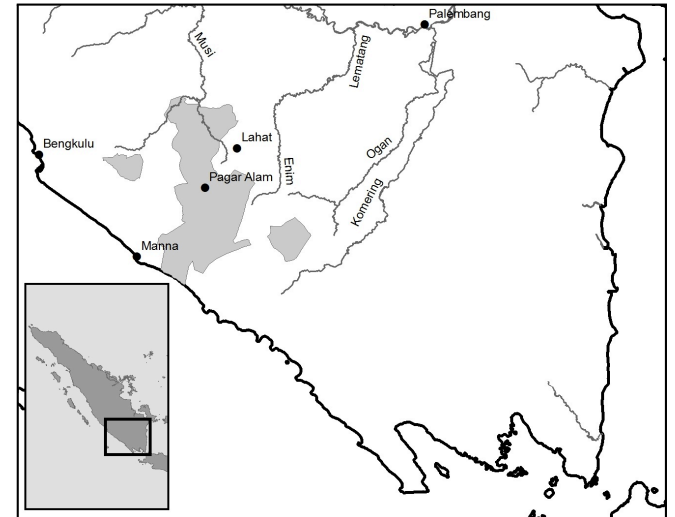 Palembang
Musi
Lematang
Lahat
Bengkulu
Ogan
Enim
Pagar Alam
Komering
Manna